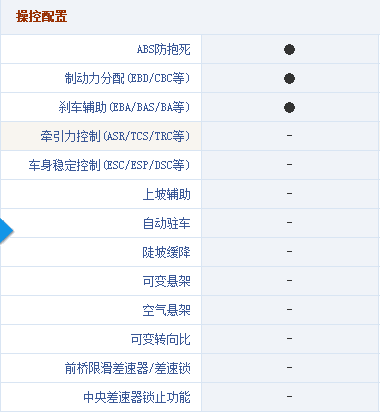 操控配置
ABS防抱死 ●
制动力分配(EBD/CBC等) ●
刹车辅助(EBA/BAS/BA等) ●
牵引力控制(ASR/TCS/TRC等) -
车身稳定控制(ESC/ESP/DSC等) -
上坡辅助 -
自动驻车 -
陡坡缓降 -
可变悬架 -
空气悬架 -
可变转向比 -
前桥限滑差速器/差速锁 -
中央差速器锁止功能 -